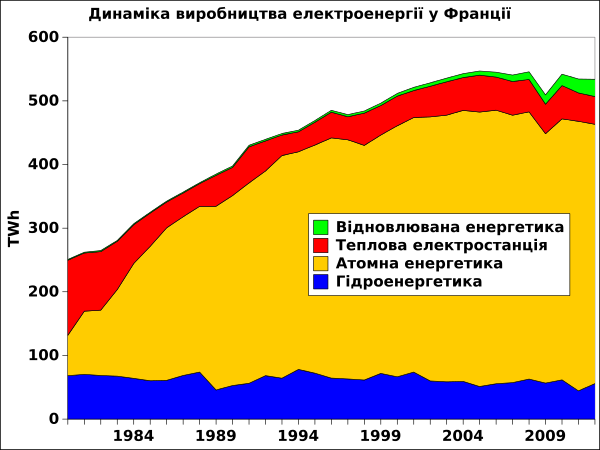 Динаміка виробництва електроенергії у Франції
600
500
400
300
200
100
0
TWh
Відновлювана енергетика
Теплова електростанція
Атомна енергетика
Гідроенергетика
1984 1989 1994 1999 2004 2009